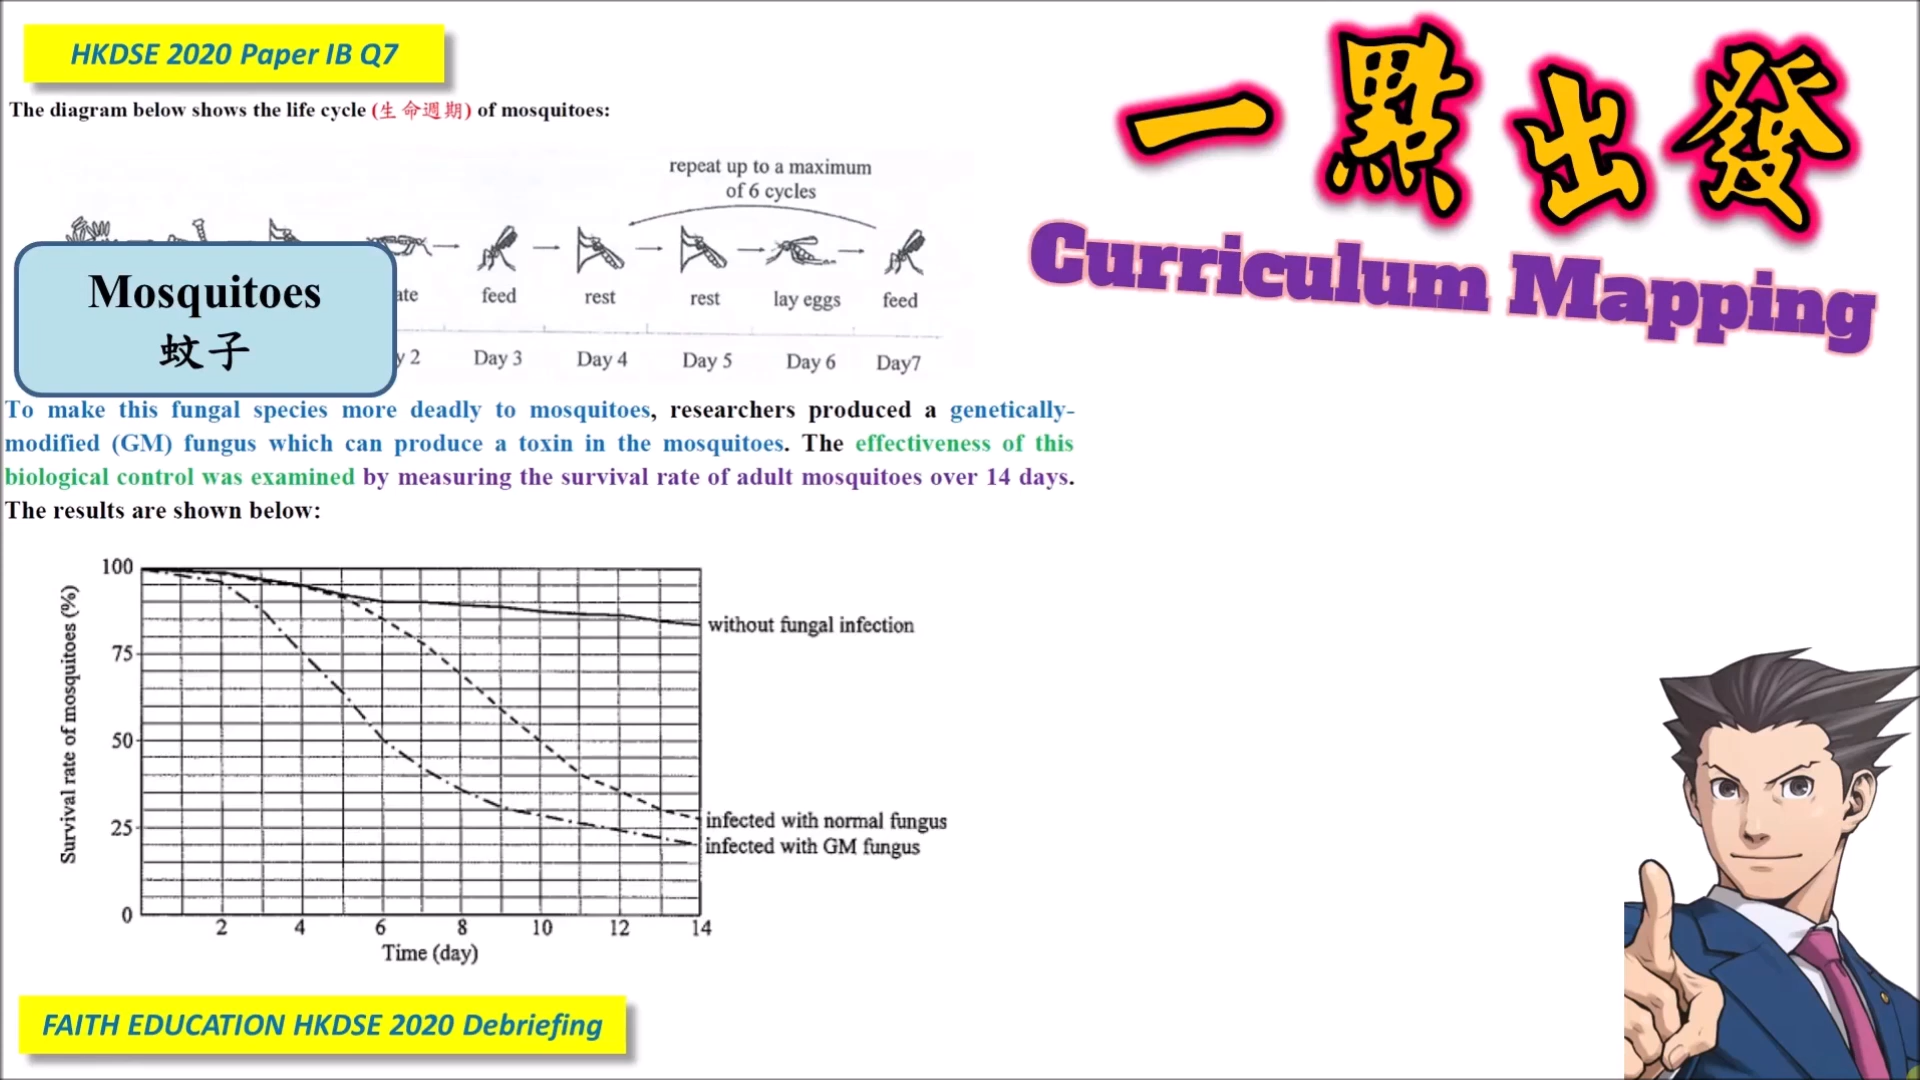 HKDSE 2020 Paper IB Q7
一點出發
Curriculum Mapping
The diagram below shows the life cycle (生命週期) of mosquitoes:
repeat up to a maximum
of 6 cycles
Mosquitoes
蚊子
ate feed rest rest lay eggs feed
y 2 Day 3 Day 4 Day 5 Day 6 Day7
To make this fungal species more deadly to mosquitoes, researchers produced a genetically-
modified (GM) fungus which can produce a toxin in the mosquitoes. The effectiveness of this
biological control was examined by measuring the survival rate of adult mosquitoes over 14 days.
The results are shown below:
Survival rate of mosquitoes (%)
100
75
50
25
0
without fungal infection
infected with normal fungus
infected with GM fungus
2 4 6 8 10 12 14
Time (day)
FAITH EDUCATION HKDSE 2020 Debriefing